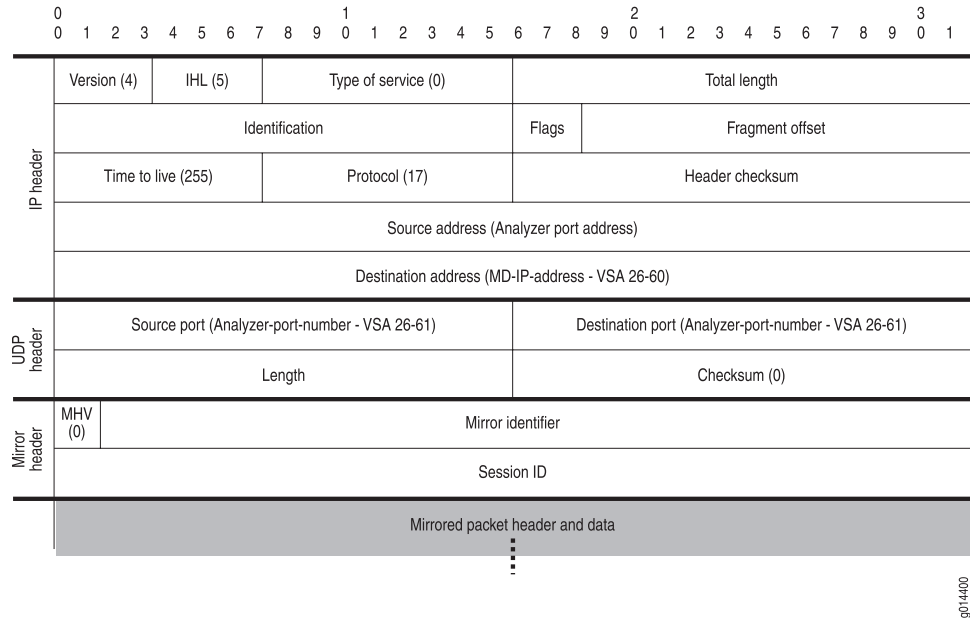 0 1 2 3
0 1 2 3 4 5 6 7 8 9 0 1 2 3 4 5 6 7 8 9 0 1 2 3 4 5 6 7 8 9 0 1
IP header
Version (4) IHL (5) Type of service (0) Total length
Identification Flags Fragment offset
Time to live (255) Protocol (17) Header checksum
Source address (Analyzer port address)
Destination address (MD-IP-address - VSA 26-60)
UDP
header
Source port (Analyzer-port-number - VSA 26-61) Destination port (Analyzer-port-number - VSA 26-61)
Length Checksum (0)
Mirror
header
MHV
(0)
Mirror identifier
Session ID
Mirrored packet header and data
g014400